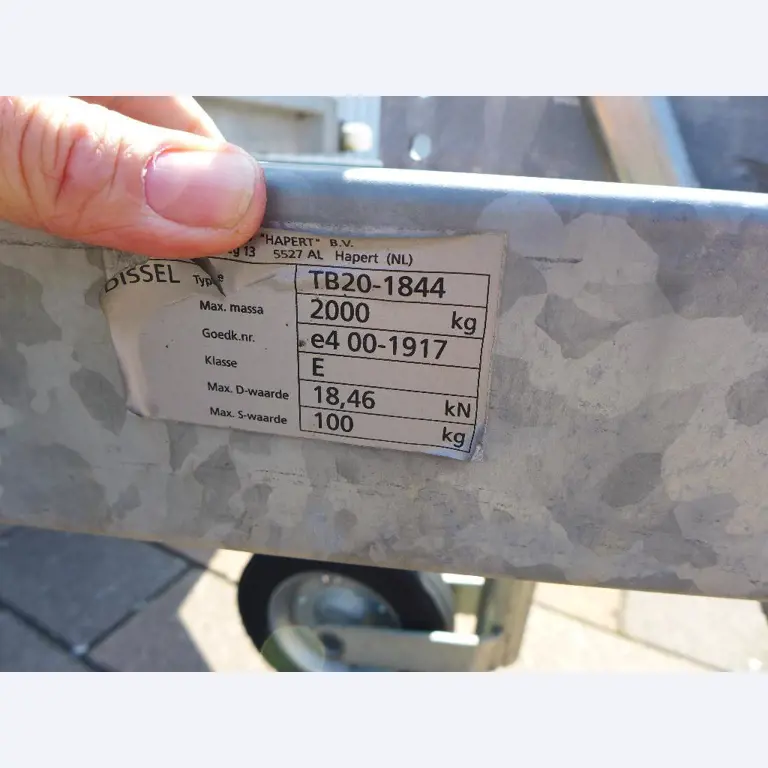 "HAPERT" B.V.
13 5527 AL Hapert (NL)
DISSEL Type TB20-1844
Max. massa 2000 kg
Goedk.nr. e4 00-1917
Klasse E
Max. D-waarde 18,46 kN
Max. S-waarde 100 kg